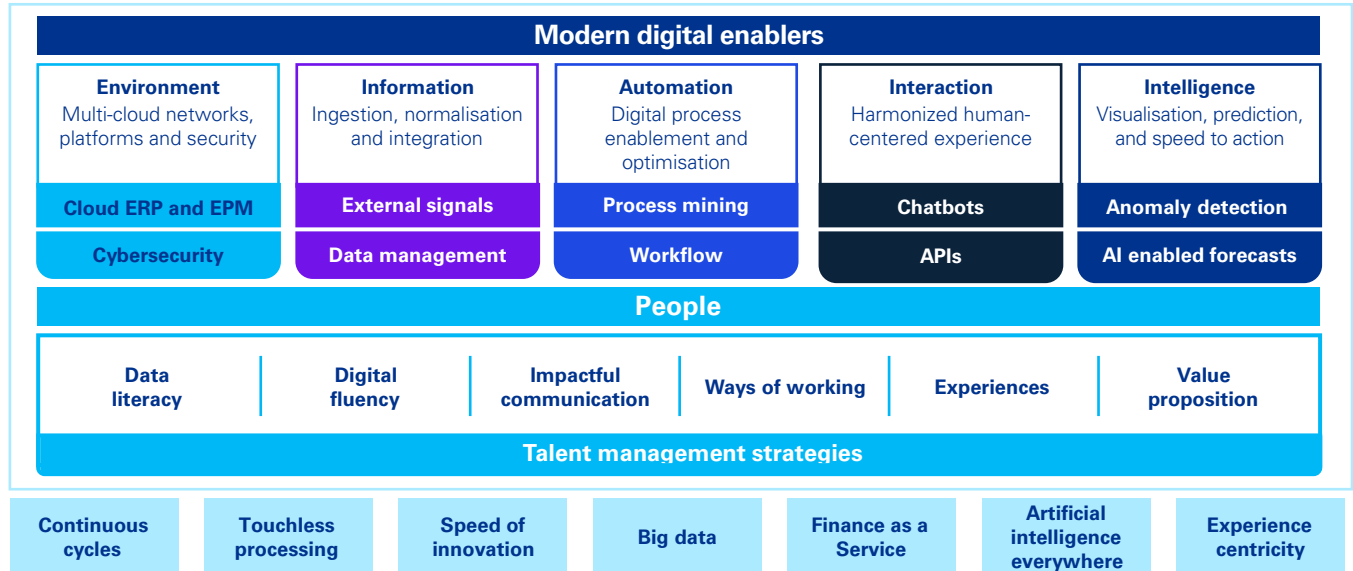 Modern digital enablers
Environment
Multi-cloud networks,
platforms and security
Cloud ERP and EPM
Cybersecurity
Information
Ingestion, normalisation
and integration
External signals
Data management
Automation
Digital process
enablement and
optimisation
Process mining
Workflow
Interaction
Harmonized human-
centered experience
Chatbots
APIs
Intelligence
Visualisation, prediction,
and speed to action
Anomaly detection
AI enabled forecasts
People
Data
literacy
Digital
fluency
Impactful
communication
Ways of working
Experiences
Value
proposition
Talent management strategies
Continuous
cycles
Touchless
processing
Speed of
innovation
Big data
Finance as a
Service
Artificial
intelligence
everywhere
Experience
centricity